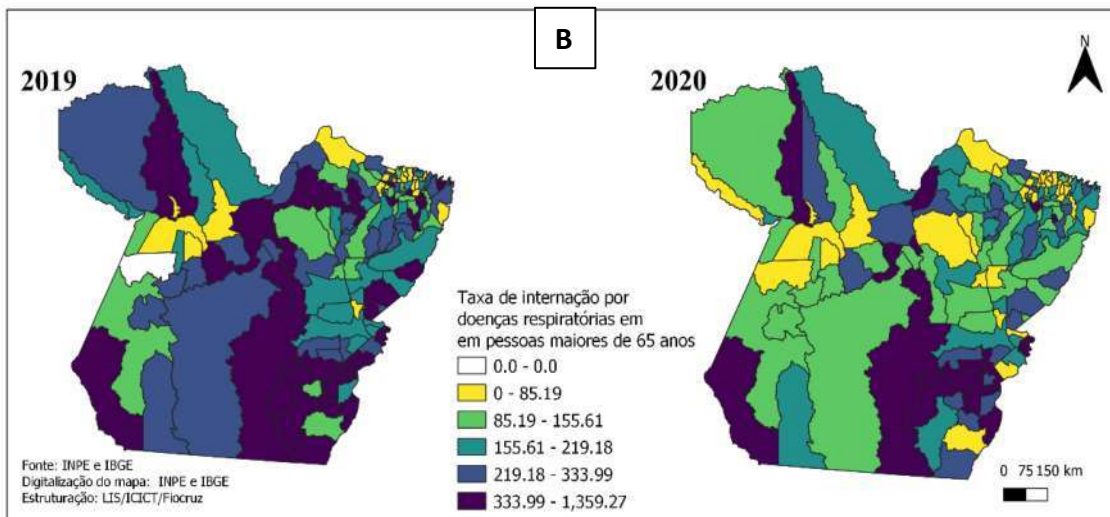 B
2019
2020
N
Taxa de internação por
doenças respiratórias em
em pessoas maiores de 65 anos
0.0 - 0.0
0 - 85.19
85.19 - 155.61
155.61 - 219.18
219.18 - 333.99
333.99 - 1,359.27
Fonte: INPE e IBGE
Digitalização do mapa: INPE e IBGE
Estruturação: LIS/ICICT/Fiocruz
0 75 150 km